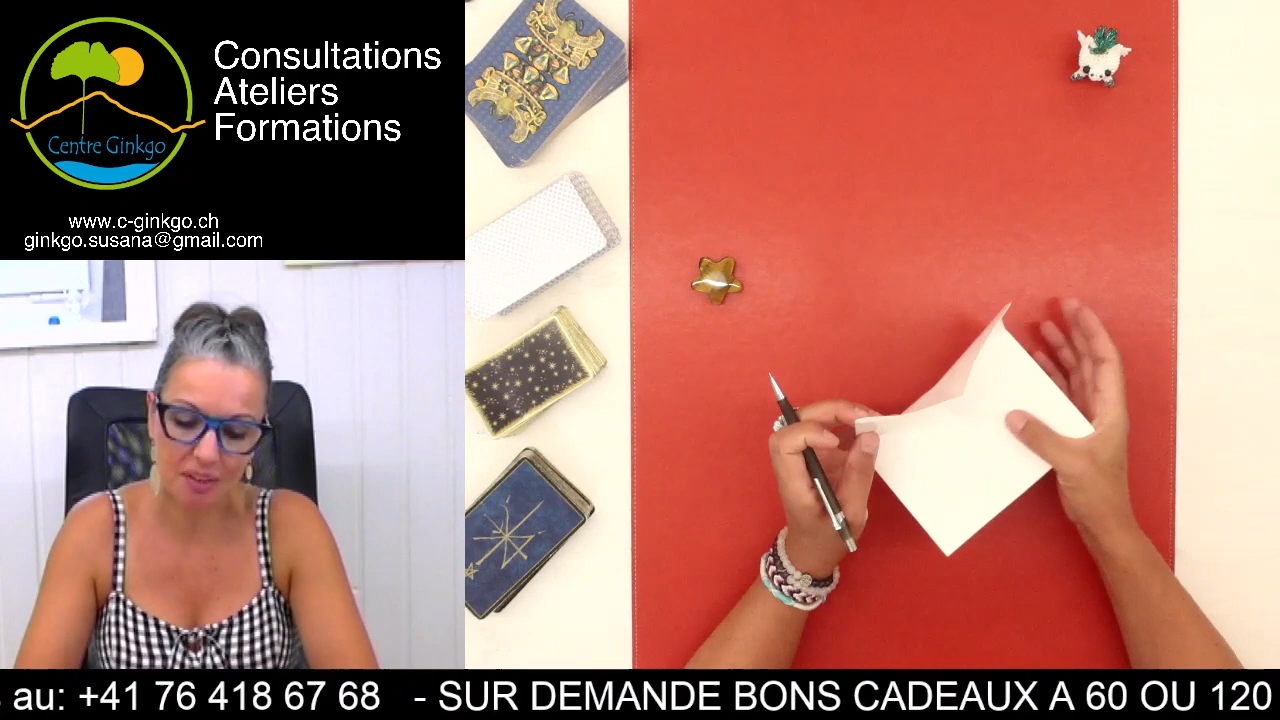 Consultations
Ateliers
Formations
Centre Ginkgo
www.c-ginkgo.ch
ginkgo.susana@gmail.com
au: +41 76 418 67 68 - SUR DEMANDE BONS CADEAUX A 60 OU 120